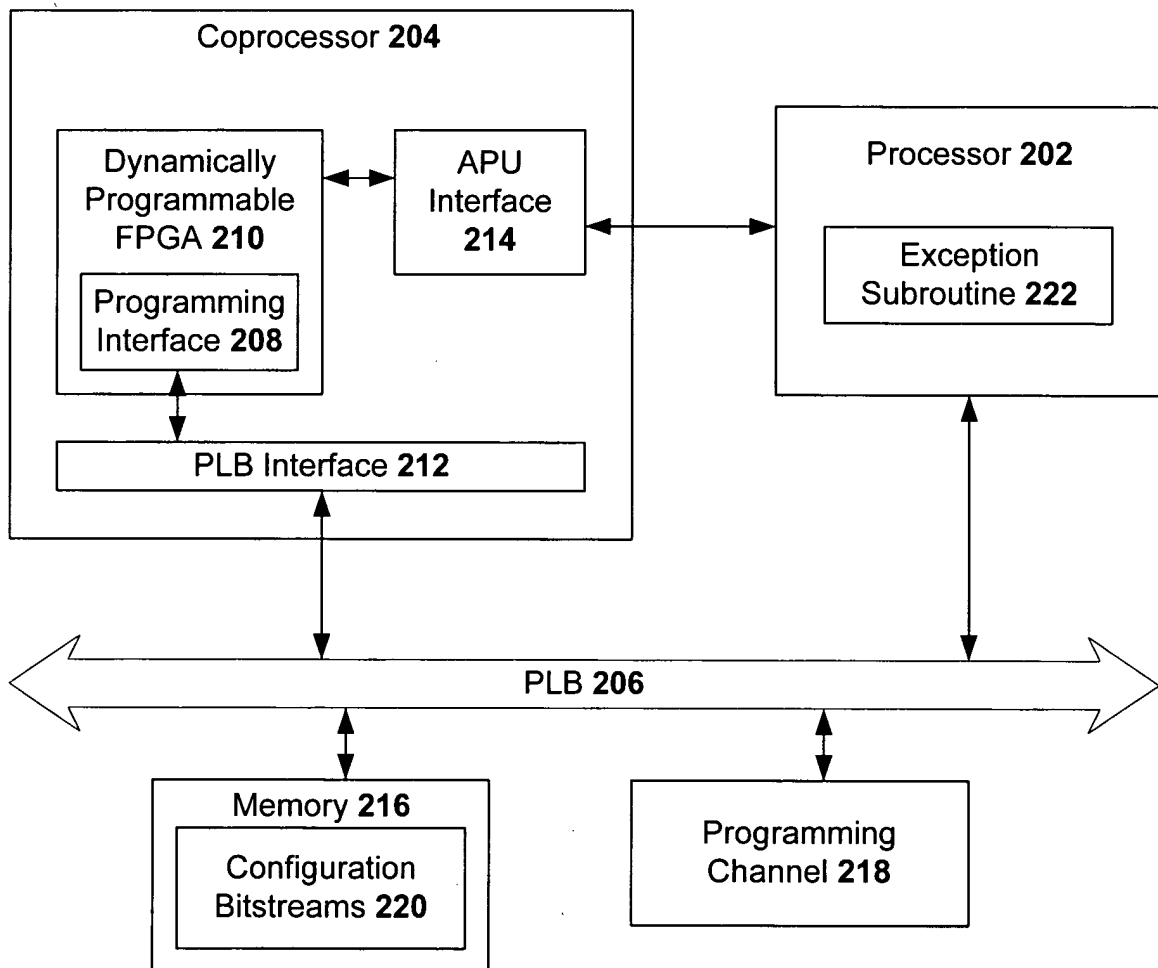 Coprocessor 204
Dynamically
Programmable
FPGA 210
Programming
Interface 208
APU
Interface
214
Processor 202
Exception
Subroutine 222
PLB Interface 212
PLB 206
Memory 216
Configuration
Bitstreams 220
Programming
Channel 218